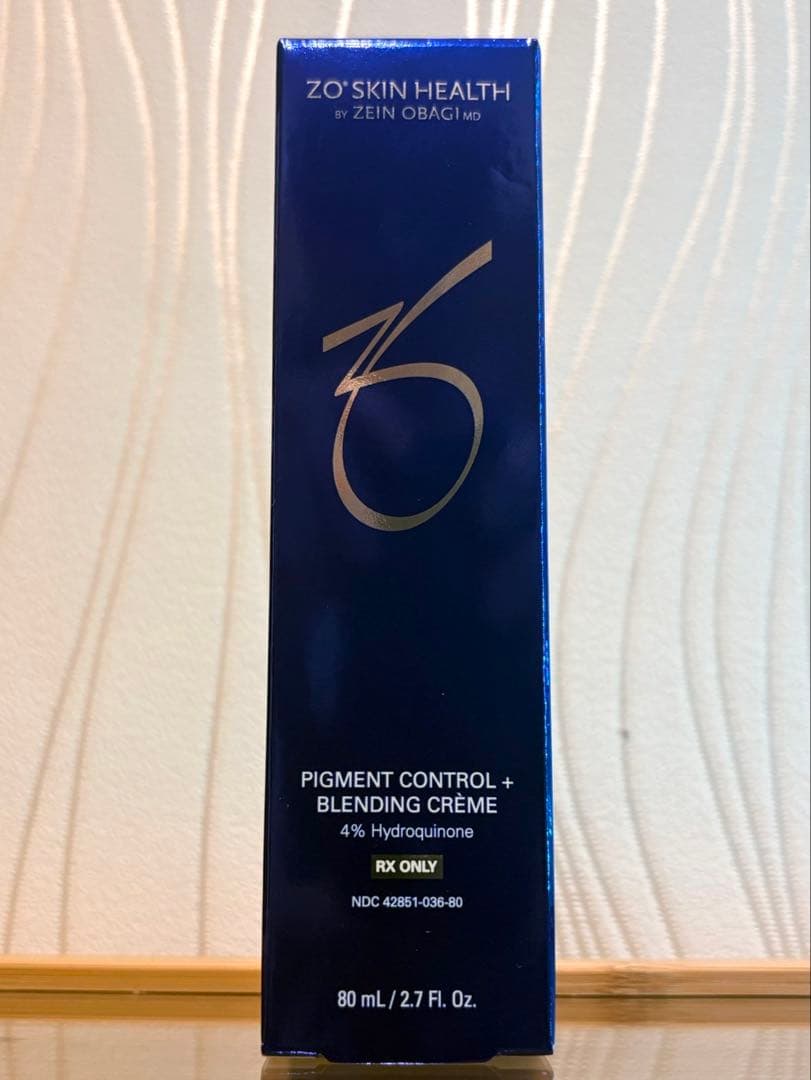 ZO® SKIN HEALTH
BY ZEIN OBAGI MD
PIGMENT CONTROL +
BLENDING CRÈME
4% Hydroquinone
RX ONLY
NDC 42851-036-80
80 mL / 2.7 Fl. Oz.